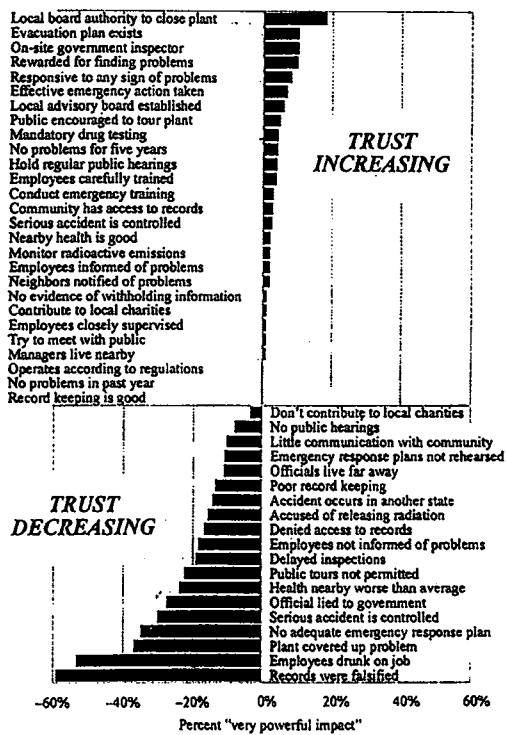 Local board authority to close plant
Evacuation plan exists
On-site government inspector
Rewarded for finding problems
Responsive to any sign of problems
Effective emergency action taken
Local advisory board established
Public encouraged to tour plant
Mandatory drug testing
No problems for five years
Hold regular public hearings
Employees carefully trained
Conduct emergency training
Community has access to records
Serious accident is controlled
Nearby health is good
Monitor radioactive emissions
Employees informed of problems
Neighbors notified of problems
No evidence of withholding information
Contribute to local charities
Employees closely supervised
Try to meet with public
Managers live nearby
Operates according to regulations
No problems in past year
Record keeping is good
TRUST
INCREASING
Don't contribute to local charities
No public hearings
Little communication with community
Emergency response plans not rehearsed
Officials live far away
Poor record keeping
Accident occurs in another state
Accused of releasing radiation
Denied access to records
Employees not informed of problems
Delayed inspections
Public tours not permitted
Health nearby worse than average
Official lied to government
Serious accident is controlled
No adequate emergency response plan
Plant covered up problem
Employees drunk on job
Records were falsified
TRUST
DECREASING
-60% -40% -20% 0% 20% 40% 60%
Percent "very powerful impact"